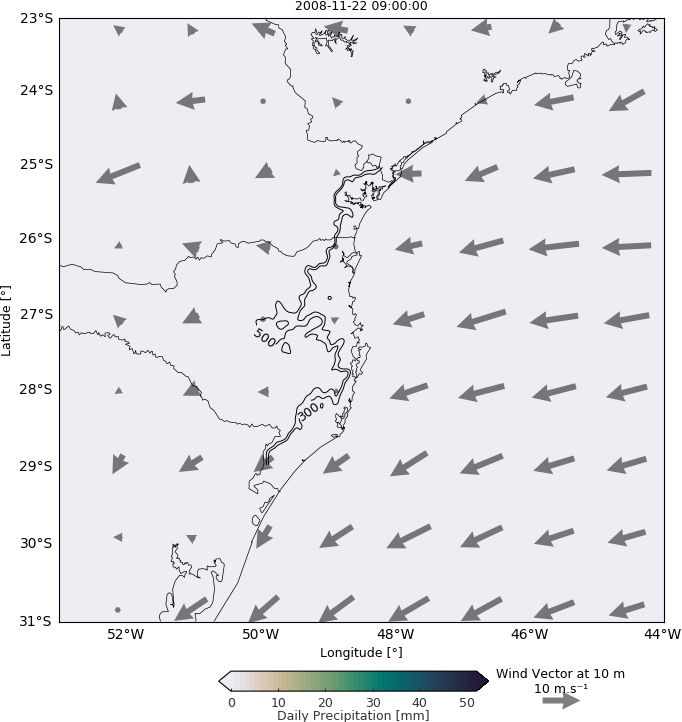 2008-11-22 09:00:00
23°S
24°S
25°S
26°S
27°S
28°S
29°S
30°S
31°S
Latitude [°]
500
300
52°W 50°W 48°W 46°W 44°W
Longitude [°]
0 10 20 30 40 50
Daily Precipitation [mm]
Wind Vector at 10 m
10 m.s⁻¹